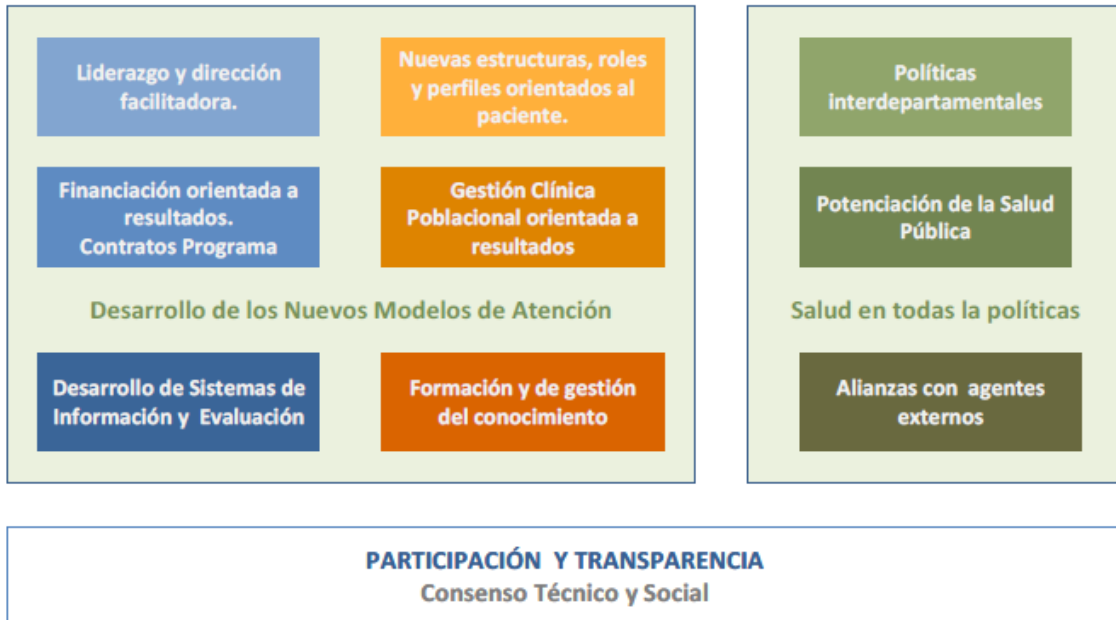 Liderazgo y dirección
facilitadora.
Nuevas estructuras, roles
y perfiles orientados al
paciente.
Financiación orientada a
resultados.
Contratos Programa
Gestión Clínica
Poblacional orientada a
resultados
Desarrollo de los Nuevos Modelos de Atención
Desarrollo de Sistemas de
Información y Evaluación
Formación y de gestión
del conocimiento
Políticas
interdepartamentales
Potenciación de la Salud
Pública
Salud en todas la políticas
Alianzas con agentes
externos
PARTICIPACIÓN Y TRANSPARENCIA
Consenso Técnico y Social